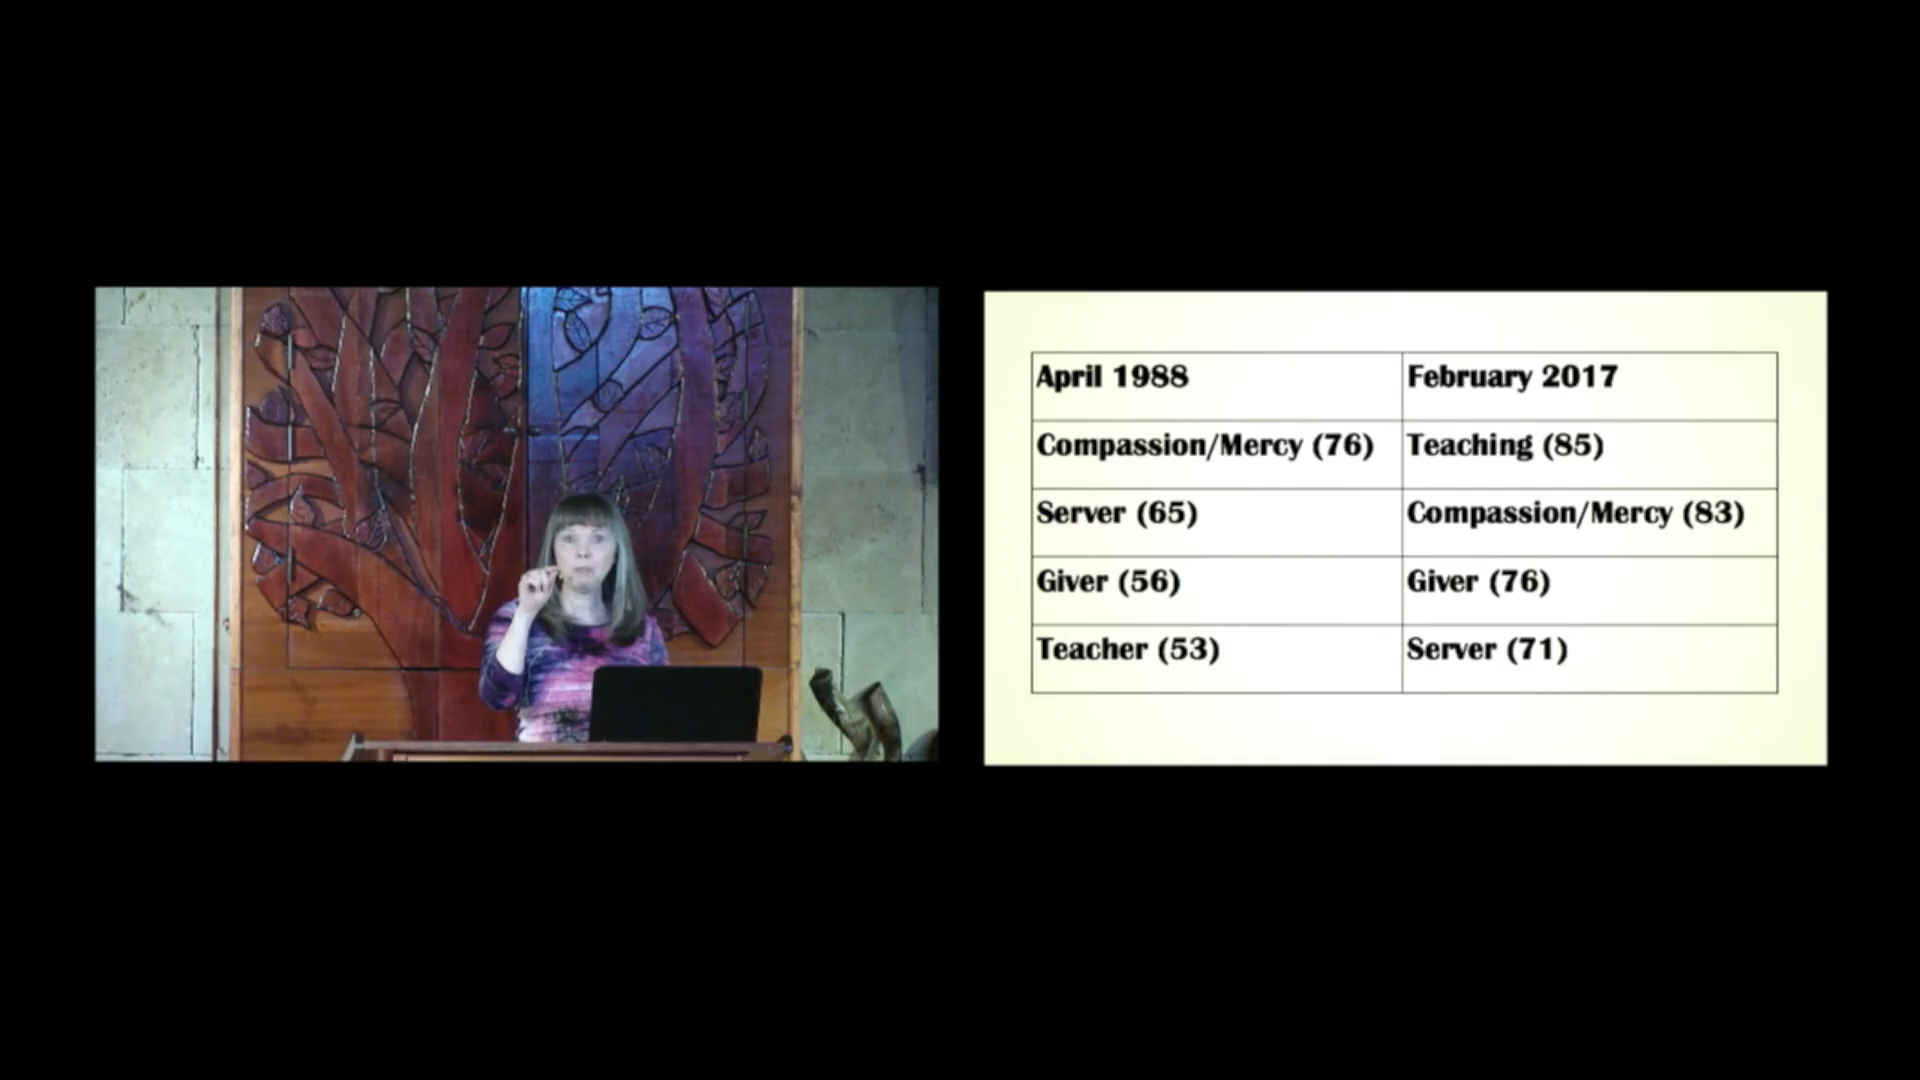 April 1988 February 2017
Compassion/Mercy (76) Teaching (85)
Server (65) Compassion/Mercy (83)
Giver (56) Giver (76)
Teacher (53) Server (71)